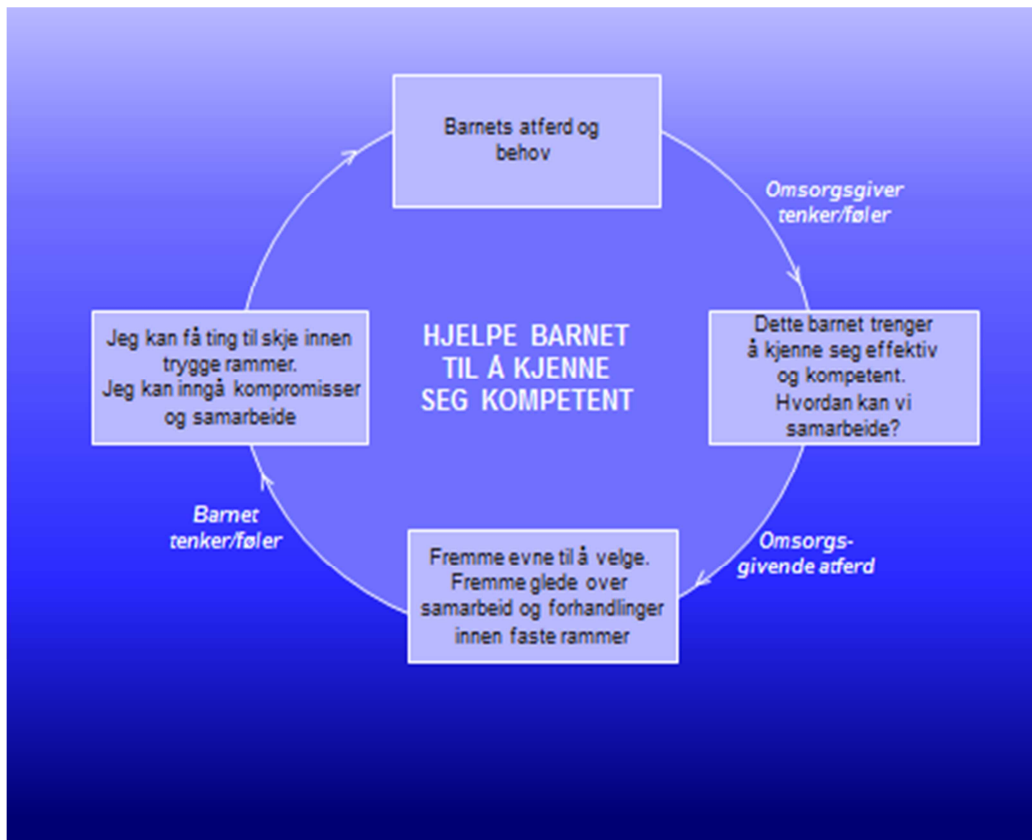 Barnets atferd og
behov
Omsorgsgiver
tenker/føler
Dette barnet trenger
å kjenne seg effektiv
og kompetent.
Hvordan kan vi
samarbeide?
Omsorgs-
givende atferd
Fremme evne til å velge.
Fremme glede over
samarbeid og forhandlinger
innen faste rammer
Barnet
tenker/føler
Jeg kan få ting til skje innen
trygge rammer.
Jeg kan inngå kompromisser
og samarbeide
HJELPE BARNET
TIL Å KJENNE
SEG KOMPETENT